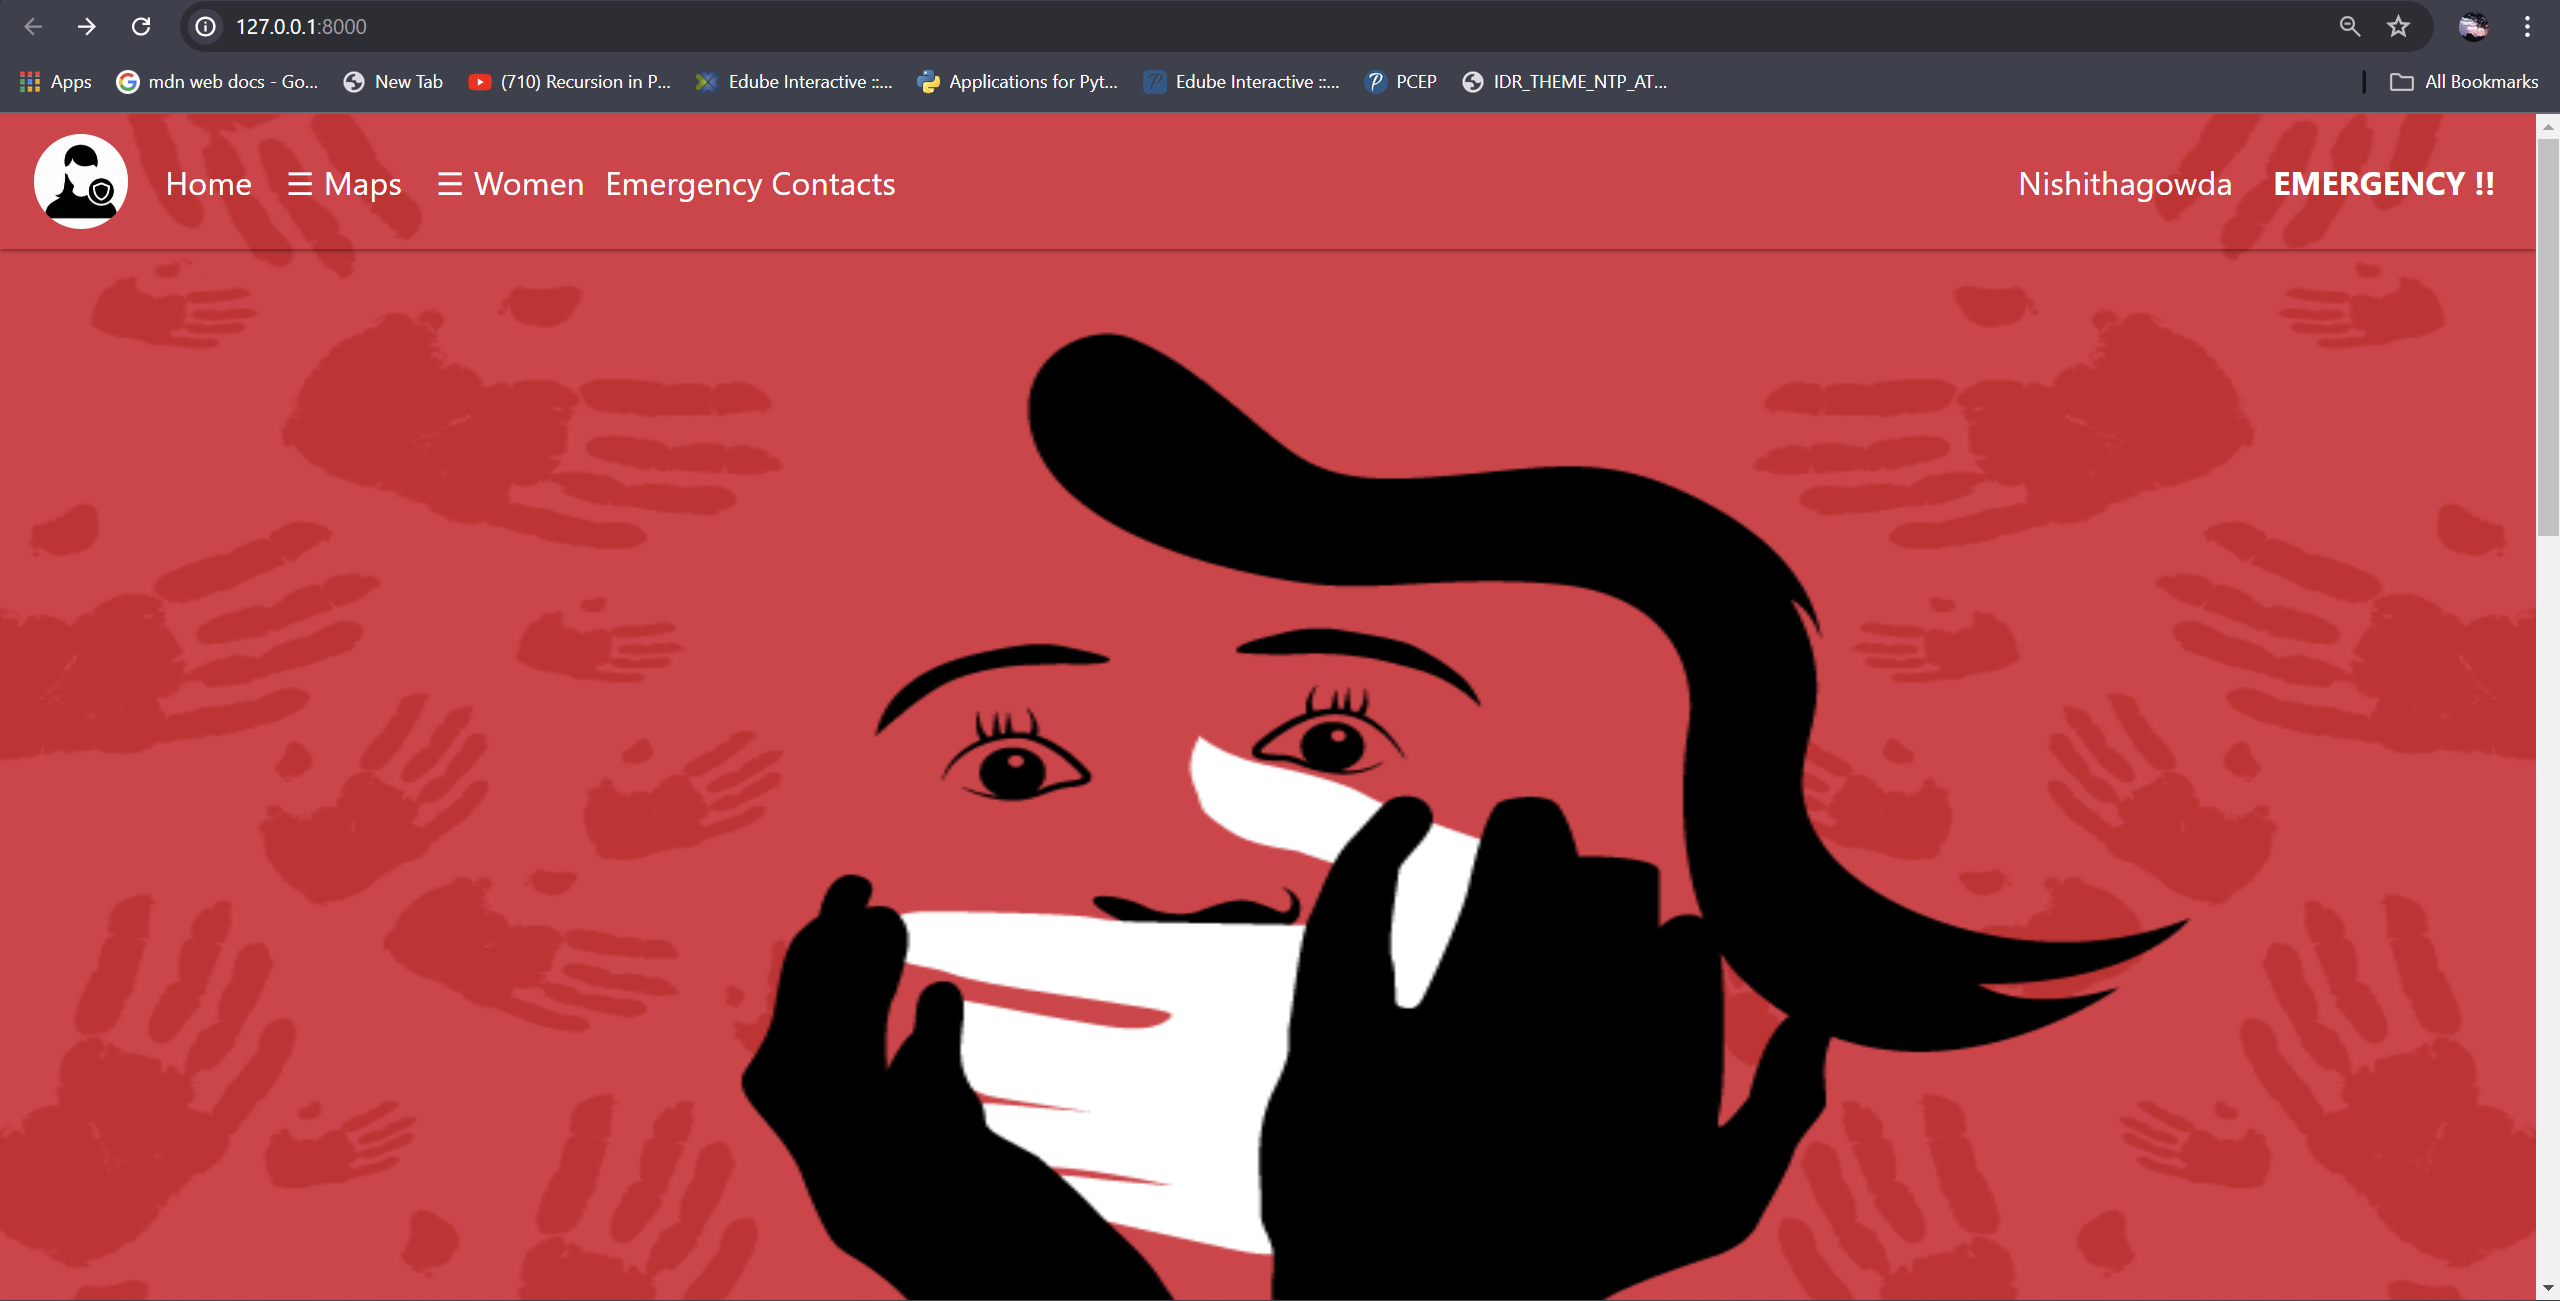 127.0.0.1:8000
Apps mdn web docs - Go... New Tab (710) Recursion in P... Edube Interactive ::... Applications for Pyt... Edube Interactive ::... PCEP IDR_THEME_NTP_AT... All Bookmarks
Home ☰ Maps ☰ Women Emergency Contacts Nishithagowda EMERGENCY !!